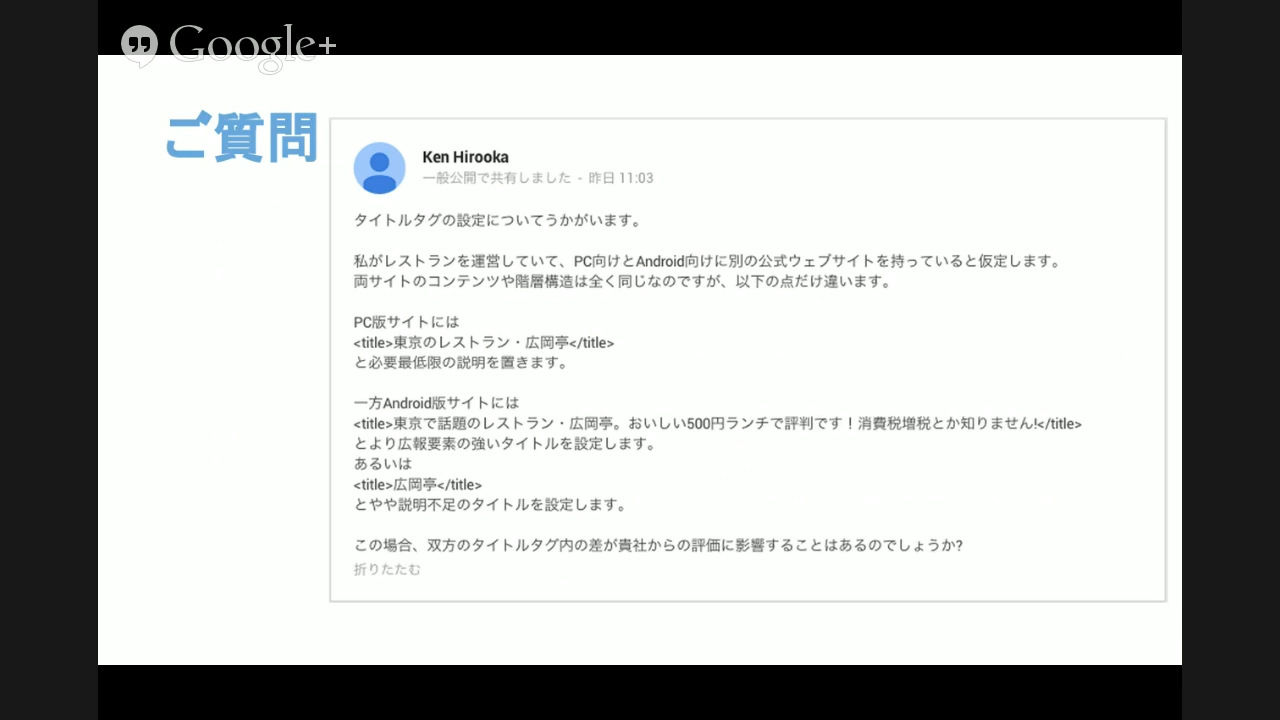 Google+
ご質問
Ken Hirooka
一般公開で共有しました - 昨日 11:03
タイトルタグの設定についてうかがいます。
私がレストランを運営していて、PC向けとAndroid向けに別の公式ウェブサイトを持っていると仮定します。
両サイトのコンテンツや階層構造は全く同じなのですが、以下の点だけ違います。
PC版サイトには
<title>東京のレストラン・広岡亭</title>
と必要最低限の説明を置きます。
一方Android版サイトには
<title>東京で話題のレストラン・広岡亭。おいしい500円ランチで評判です！消費税増税とか知りません!</title>
とより広報要素の強いタイトルを設定します。
あるいは
<title>広岡亭</title>
とやや説明不足のタイトルを設定します。
この場合、双方のタイトルタグ内の差が貴社からの評価に影響することはあるのでしょうか?
折りたたむ